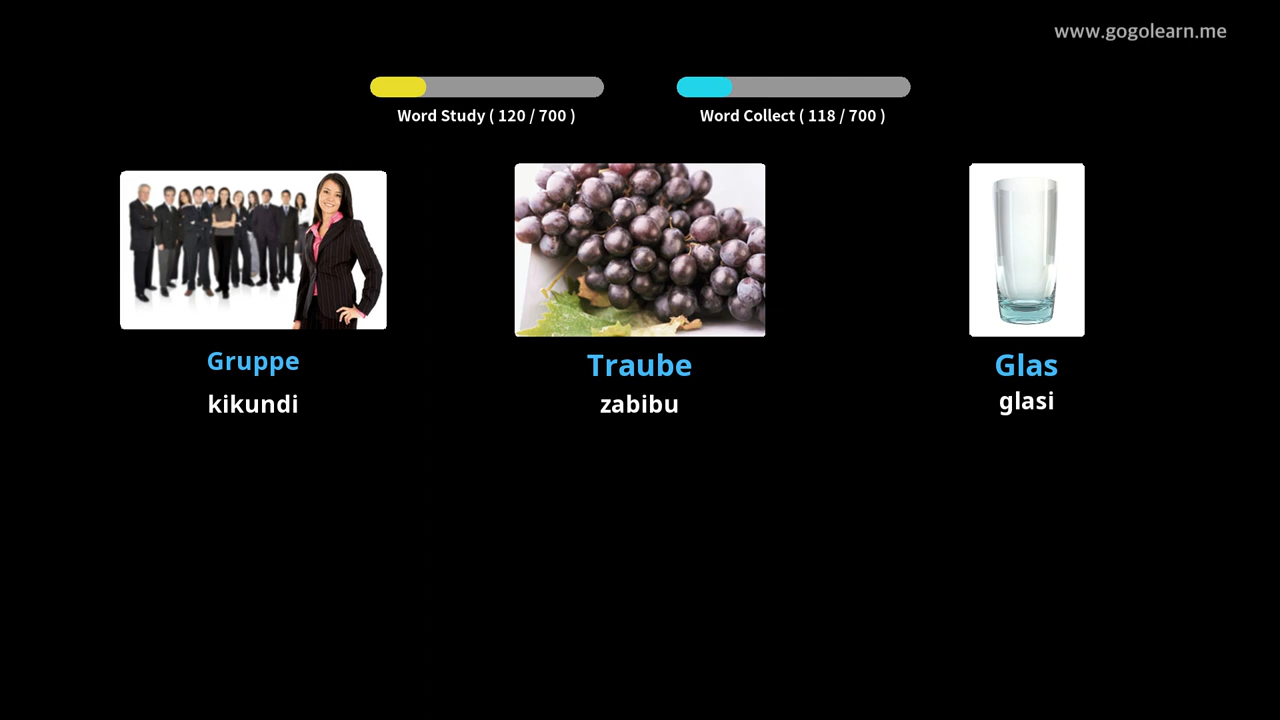 www.gogolearn.me
Word Study ( 120 / 700 )
Word Collect ( 118 / 700 )
Gruppe
kikundi
Traube
zabibu
Glas
glasi